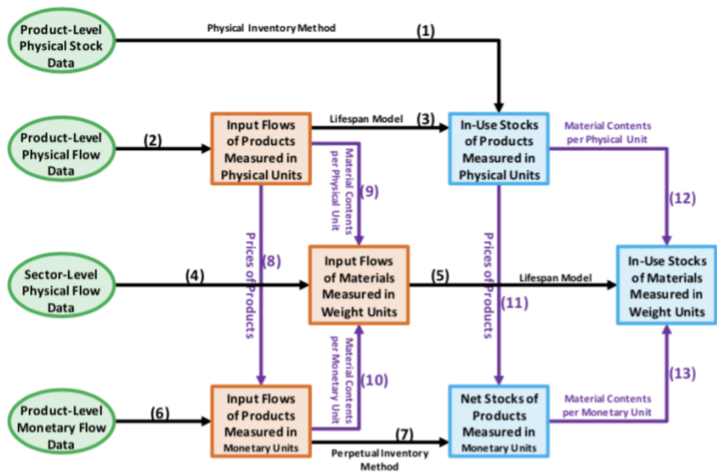 Product-Level
Physical Stock
Data
Physical Inventory Method
(1)
Product-Level
Physical Flow
Data
(2)
Input Flows
of Products
Measured in
Physical Units
Lifespan Model
(3)
In-Use Stocks
of Products
Measured in
Physical Units
Material Contents
per Physical Unit
(12)
Material Contents
per Physical Unit
(9)
Prices of Products
(8)
Prices of Products
(11)
Sector-Level
Physical Flow
Data
(4)
Input Flows
of Materials
Measured in
Weight Units
(5)
Lifespan Model
In-Use Stocks
of Materials
Measured in
Weight Units
Material Contents
per Monetary Unit
(10)
(13)
Product-Level
Monetary Flow
Data
(6)
Input Flows
of Products
Measured in
Monetary Units
(7)
Perpetual Inventory
Method
Net Stocks of
Products
Measured in
Monetary Units
Material Contents
per Monetary Unit